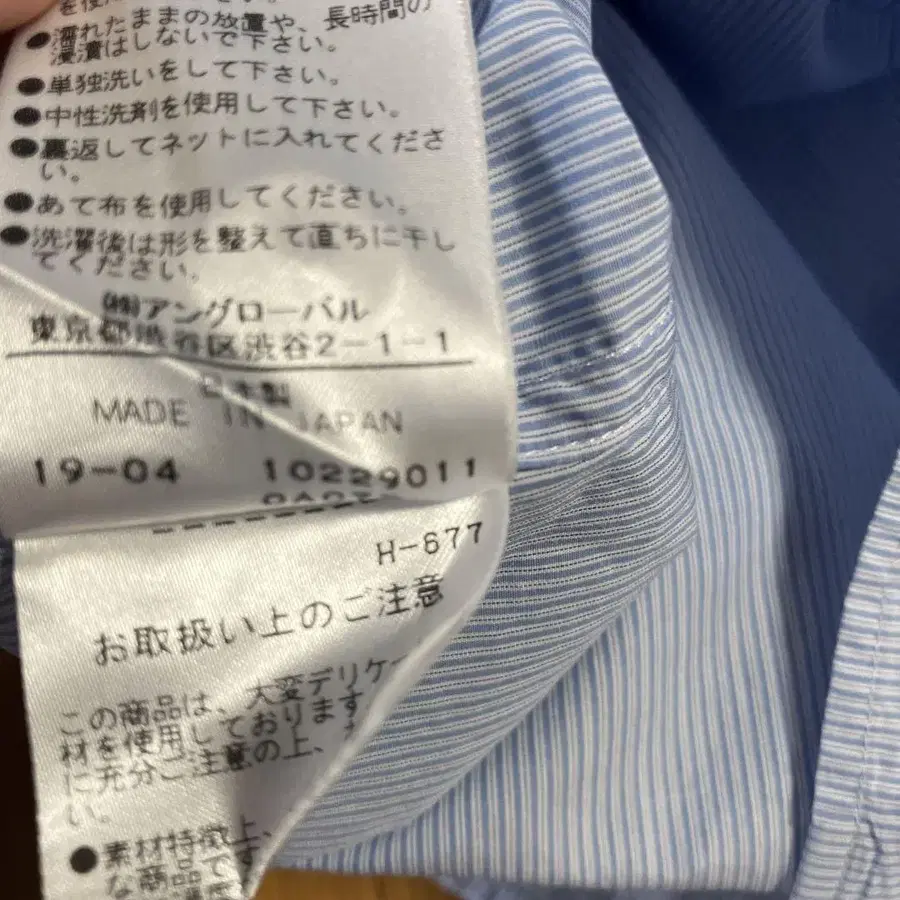 を使用
●濡れたままの放置や、長時間の
浸漬はしないで下さい。
●単独洗いをして下さい。
●中性洗剤を使用して下さい。
●裏返してネットに入れてくださ
い。
●あて布を使用してください。
●洗濯後は形を整えて直ちに干し
てください。
㈱アングローバル
東京都渋谷区渋谷2-1-1
日本製
MADE IN JAPAN
19-04 10229011
H-677
お取扱い上のご注意
この商品は、大変デリケー
材を使用しております
に充分ご注意の上、
い。
●素材特徴上、
な商品です